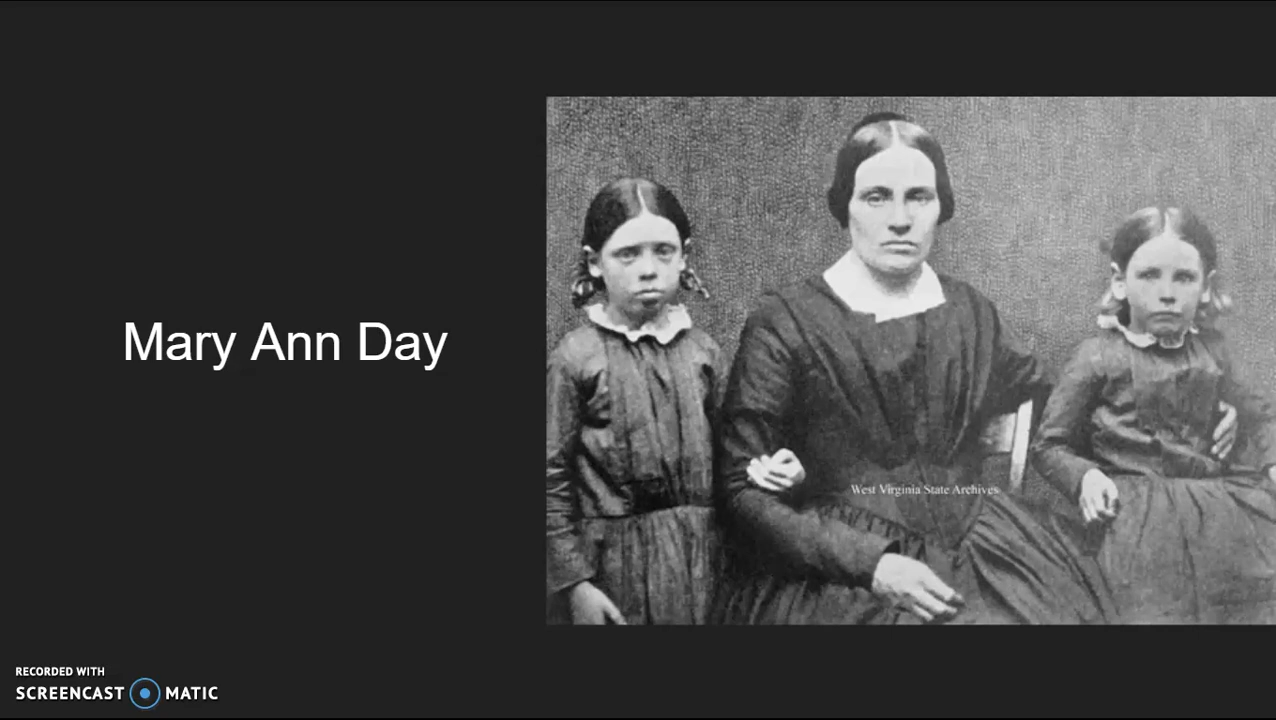 Mary Ann Day
West Virginia State Archives
RECORDED WITH
SCREENCAST MATIC